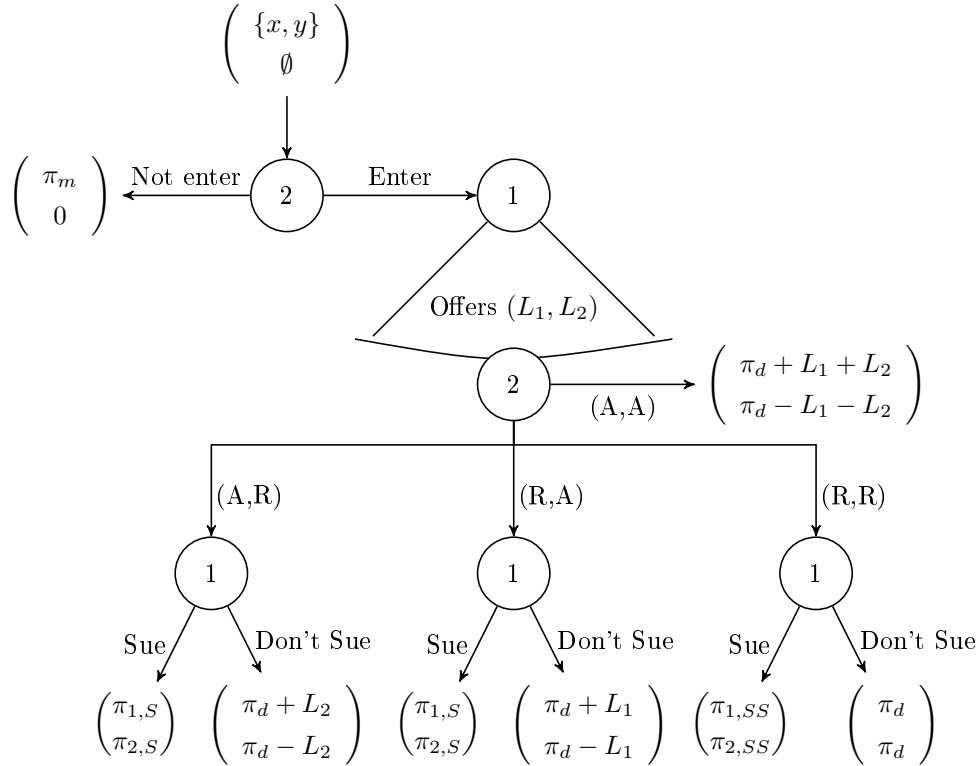 {x, y}
∅
Not enter
Enter
π_m
0
2
1
Offers (L_1, L_2)
2
(A,A)
π_d + L_1 + L_2
π_d − L_1 − L_2
(A,R)
(R,A)
(R,R)
1
1
1
Sue
Don't Sue
Sue
Don't Sue
Sue
Don't Sue
π_{1,S}
π_{2,S}
π_d + L_2
π_d − L_2
π_{1,S}
π_{2,S}
π_d + L_1
π_d − L_1
π_{1,SS}
π_{2,SS}
π_d
π_d